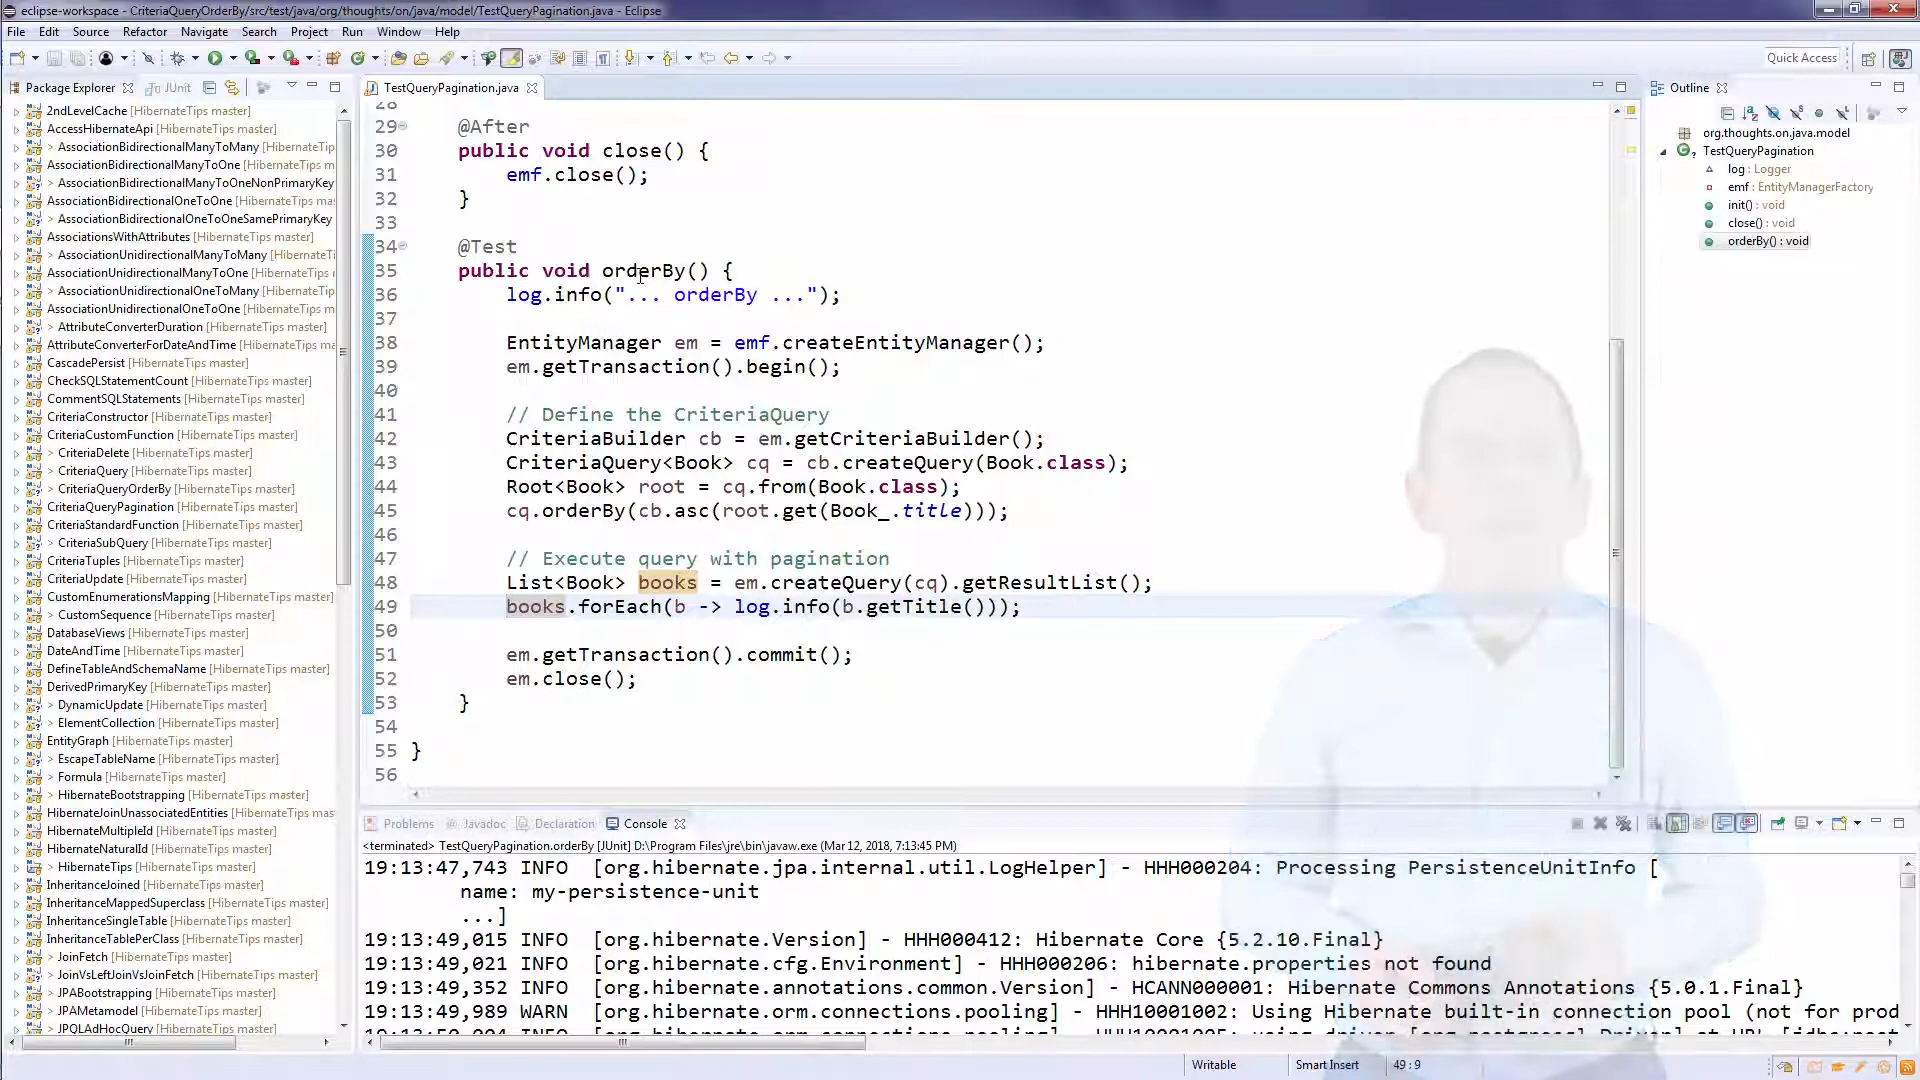 eclipse-workspace - CriteriaQueryOrderBy/src/test/java/org/thoughts/on/java/model/TestQueryPagination.java - Eclipse
File Edit Source Refactor Navigate Search Project Run Window Help
Quick Access
Package Explorer JUnit
2ndLevelCache [HibernateTips master]
AccessHibernateApi [HibernateTips master]
> AssociationBidirectionalManyToMany [HibernateTip
AssociationBidirectionalManyToOne [HibernateTips
> AssociationBidirectionalManyToOneNonPrimaryKey
AssociationBidirectionalOneToOne [HibernateTips
> AssociationBidirectionalOneToOneSamePrimaryKey
AssociationsWithAttributes [HibernateTips master]
> AssociationUnidirectionalManyToMany [HibernateT
AssociationUnidirectionalManyToOne [HibernateTips
> AssociationUnidirectionalOneToMany [HibernateTip
AssociationUnidirectionalOneToOne [HibernateTips
> AttributeConverterDuration [HibernateTips master]
AttributeConverterForDateAndTime [HibernateTips m
CascadePersist [HibernateTips master]
CheckSQLStatementCount [HibernateTips master]
CommentSQLStatements [HibernateTips master]
CriteriaConstructor [HibernateTips master]
CriteriaCustomFunction [HibernateTips master]
> CriteriaDelete [HibernateTips master]
> CriteriaQuery [HibernateTips master]
> CriteriaQueryOrderBy [HibernateTips master]
CriteriaQueryPagination [HibernateTips master]
CriteriaStandardFunction [HibernateTips master]
> CriteriaSubQuery [HibernateTips master]
CriteriaTuples [HibernateTips master]
CriteriaUpdate [HibernateTips master]
CustomEnumerationsMapping [HibernateTips master]
> CustomSequence [HibernateTips master]
DatabaseViews [HibernateTips master]
DateAndTime [HibernateTips master]
DefineTableAndSchemaName [HibernateTips master]
DerivedPrimaryKey [HibernateTips master]
> DynamicUpdate [HibernateTips master]
> ElementCollection [HibernateTips master]
EntityGraph [HibernateTips master]
> EscapeTableName [HibernateTips master]
> Formula [HibernateTips master]
> HibernateBootstrapping [HibernateTips master]
HibernateJoinUnassociatedEntities [HibernateTips mas
HibernateMultipleId [HibernateTips master]
HibernateNaturalId [HibernateTips master]
> HibernateTips [HibernateTips master]
InheritanceJoined [HibernateTips master]
InheritanceMappedSuperclass [HibernateTips master]
InheritanceSingleTable [HibernateTips master]
InheritanceTablePerClass [HibernateTips master]
> JoinFetch [HibernateTips master]
> JoinVsLeftJoinVsJoinFetch [HibernateTips master]
> JPABootstrapping [HibernateTips master]
JPAMetamodel [HibernateTips master]
> JPQLAdHocQuery [HibernateTips master]
TestQueryPagination.java
28
29 @After
30 public void close() {
31 emf.close();
32 }
33
34 @Test
35 public void orderBy() {
36 log.info("... orderBy ...");
37
38 EntityManager em = emf.createEntityManager();
39 em.getTransaction().begin();
40
41 // Define the CriteriaQuery
42 CriteriaBuilder cb = em.getCriteriaBuilder();
43 CriteriaQuery<Book> cq = cb.createQuery(Book.class);
44 Root<Book> root = cq.from(Book.class);
45 cq.orderBy(cb.asc(root.get(Book_.title)));
46
47 // Execute query with pagination
48 List<Book> books = em.createQuery(cq).getResultList();
49 books.forEach(b -> log.info(b.getTitle()));
50
51 em.getTransaction().commit();
52 em.close();
53 }
54
55 }
56
Outline
org.thoughts.on.java.model
TestQueryPagination
log : Logger
emf : EntityManagerFactory
init() : void
close() : void
orderBy() : void
Problems Javadoc Declaration Console
<terminated> TestQueryPagination.orderBy [JUnit] D:\Program Files\jre\bin\javaw.exe (Mar 12, 2018, 7:13:45 PM)
19:13:47,743 INFO [org.hibernate.jpa.internal.util.LogHelper] - HHH000204: Processing PersistenceUnitInfo [
name: my-persistence-unit
...]
19:13:49,015 INFO [org.hibernate.Version] - HHH000412: Hibernate Core {5.2.10.Final}
19:13:49,021 INFO [org.hibernate.cfg.Environment] - HHH000206: hibernate.properties not found
19:13:49,352 INFO [org.hibernate.annotations.common.Version] - HCANN000001: Hibernate Commons Annotations {5.0.1.Final}
19:13:49,989 WARN [org.hibernate.orm.connections.pooling] - HHH10001002: Using Hibernate built-in connection pool (not for prod
Writable Smart Insert 49 : 9